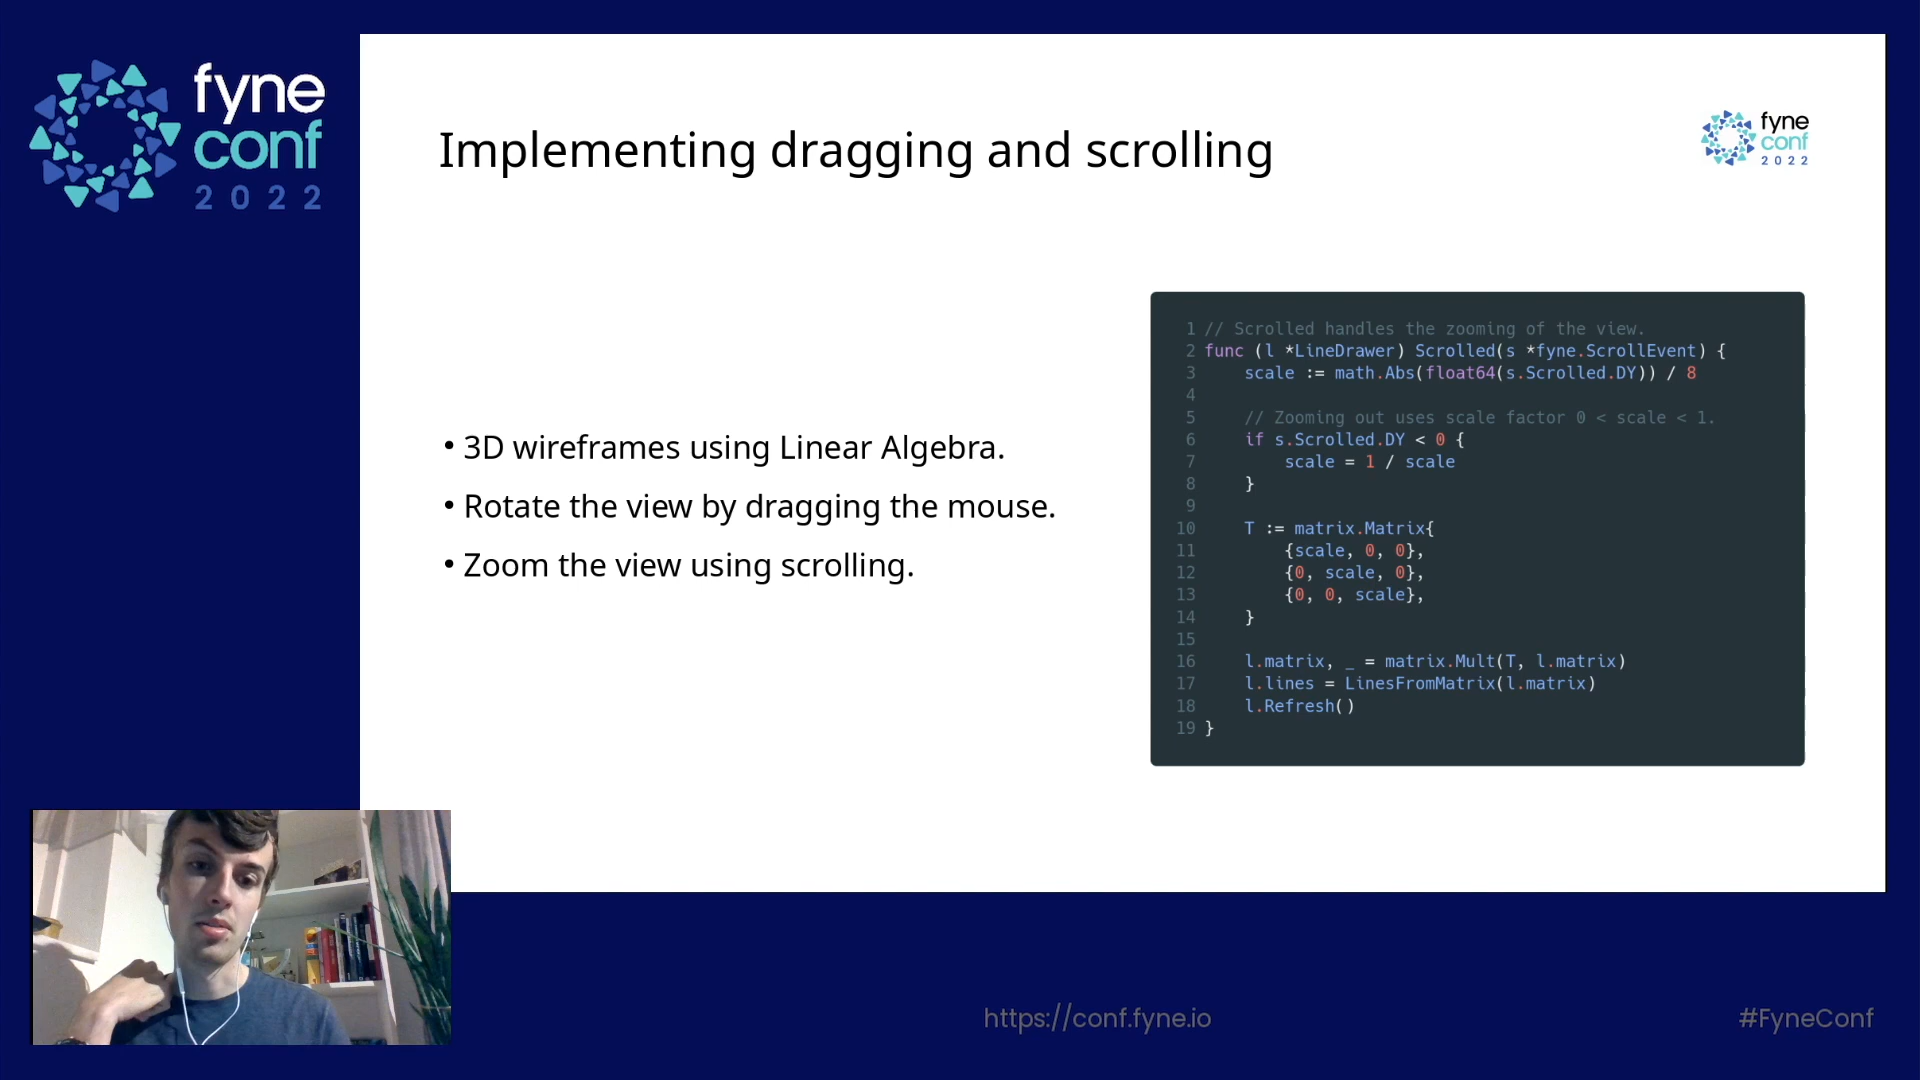 fyne
conf
2022
Implementing dragging and scrolling
fyne
conf
2022
• 3D wireframes using Linear Algebra.
• Rotate the view by dragging the mouse.
• Zoom the view using scrolling.
1 // Scrolled handles the zooming of the view.
2 func (l *LineDrawer) Scrolled(s *fyne.ScrollEvent) {
3     scale := math.Abs(float64(s.Scrolled.DY)) / 8
4
5     // Zooming out uses scale factor 0 < scale < 1.
6     if s.Scrolled.DY < 0 {
7         scale = 1 / scale
8     }
9
10     T := matrix.Matrix{
11         {scale, 0, 0},
12         {0, scale, 0},
13         {0, 0, scale},
14     }
15
16     l.matrix, _ = matrix.Mult(T, l.matrix)
17     l.lines = LinesFromMatrix(l.matrix)
18     l.Refresh()
19 }
https://conf.fyne.io
#FyneConf